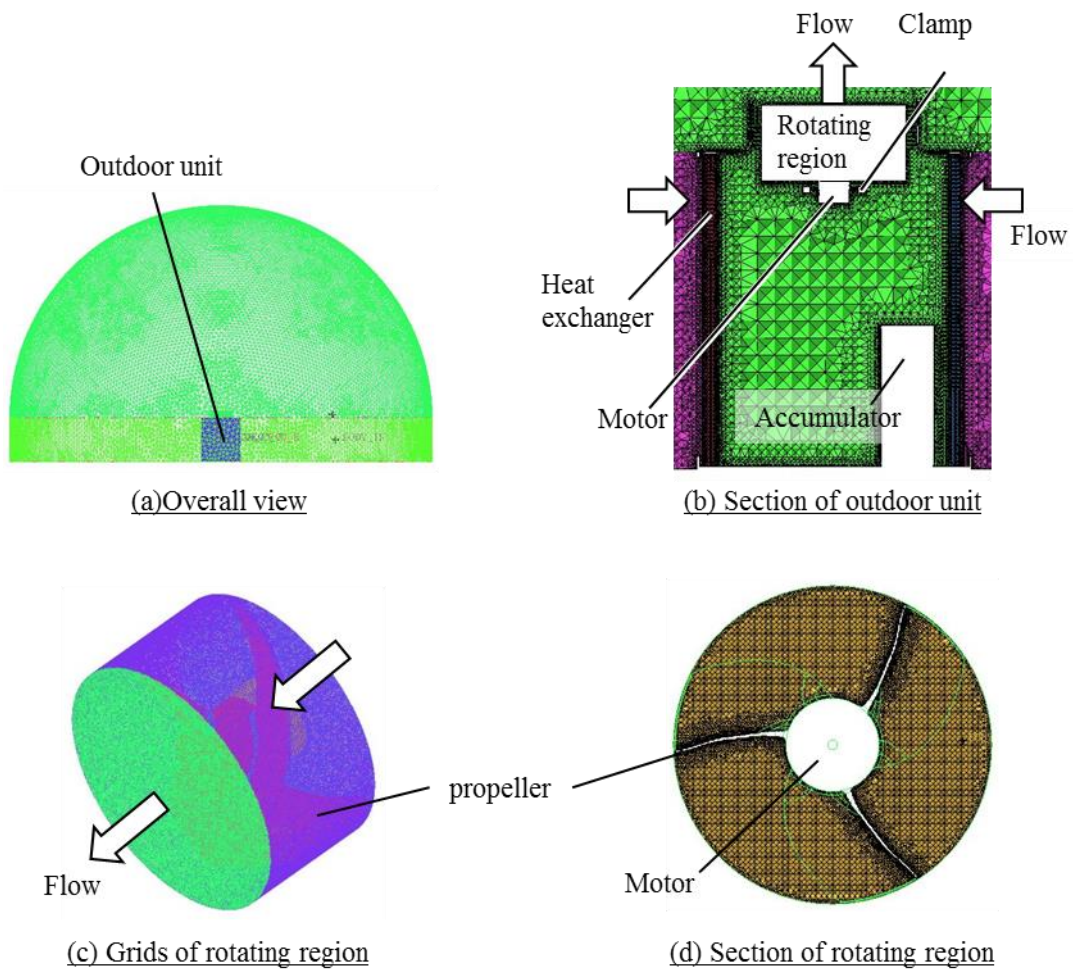 Outdoor unit
(a)Overall view
Flow
Clamp
Rotating
region
Flow
Heat
exchanger
Motor
Accumulator
(b) Section of outdoor unit
Flow
(c) Grids of rotating region
propeller
Motor
(d) Section of rotating region